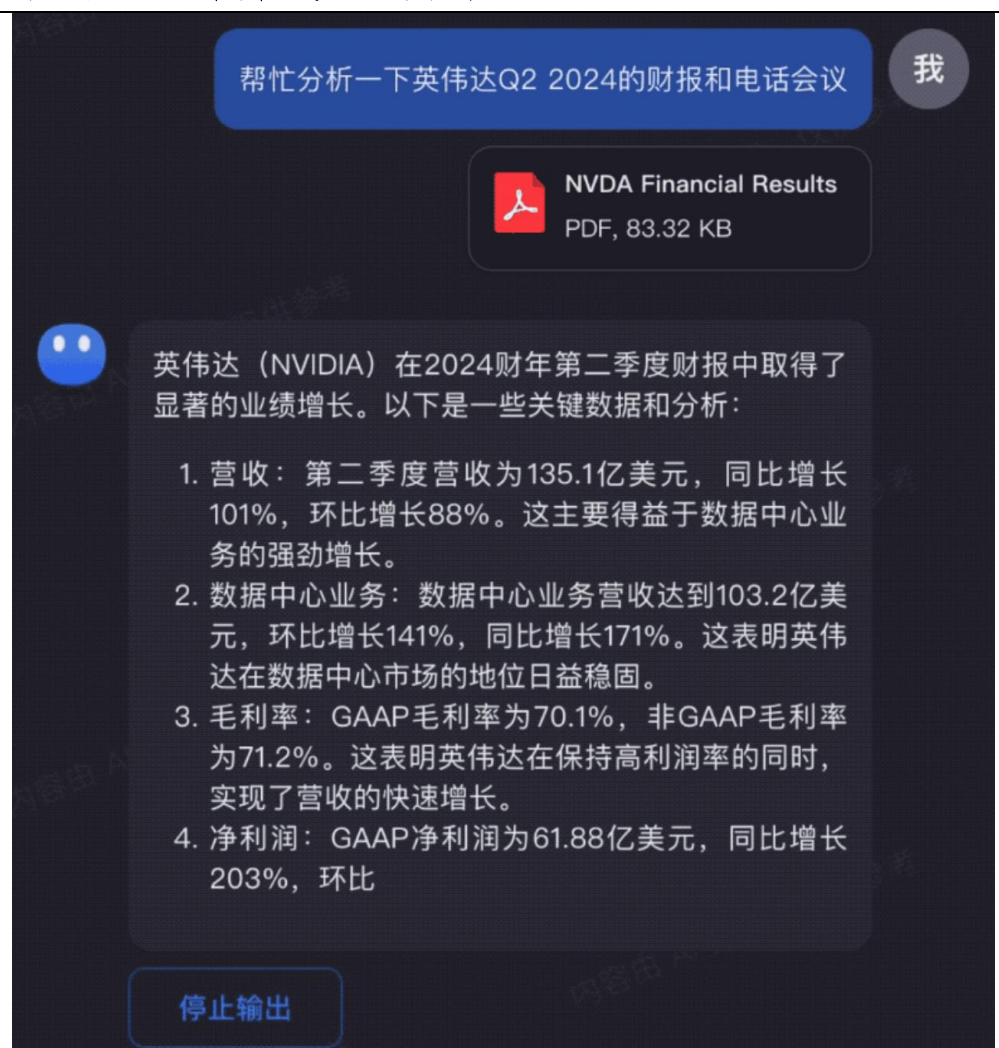 帮忙分析一下英伟达Q2 2024的财报和电话会议
我
NVDA Financial Results
PDF, 83.32 KB
英伟达（NVIDIA）在2024财年第二季度财报中取得了
显著的业绩增长。以下是一些关键数据和分析：
1. 营收：第二季度营收为135.1亿美元，同比增长
101%，环比增长88%。这主要得益于数据中心业
务的强劲增长。
2. 数据中心业务：数据中心业务营收达到103.2亿美
元，环比增长141%，同比增长171%。这表明英伟
达在数据中心市场的地位日益稳固。
3. 毛利率：GAAP毛利率为70.1%，非GAAP毛利率
为71.2%。这表明英伟达在保持高利润率的同时，
实现了营收的快速增长。
4. 净利润：GAAP净利润为61.88亿美元，同比增长
203%，环比
停止输出